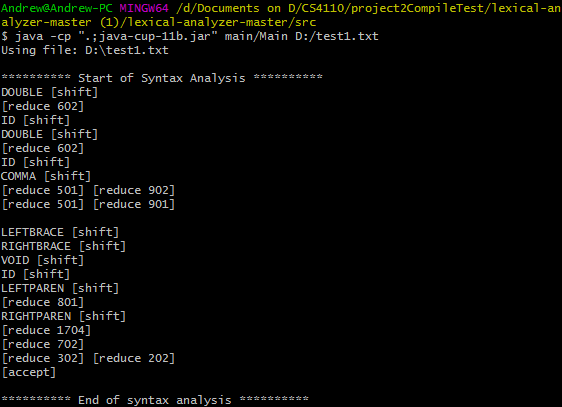 Andrew@Andrew-PC MINGW64 /d/Documents on D/CS4110/project2CompileTest/lexical-an
alyzer-master (1)/lexical-analyzer-master/src
$ java -cp ".;java-cup-11b.jar" main/Main D:/test1.txt
Using file: D:\test1.txt

********** Start of Syntax Analysis **********
DOUBLE [shift]
[reduce 602]
ID [shift]
DOUBLE [shift]
[reduce 602]
ID [shift]
COMMA [shift]
[reduce 501] [reduce 902]
[reduce 501] [reduce 901]

LEFTBRACE [shift]
RIGHTBRACE [shift]
VOID [shift]
ID [shift]
LEFTPAREN [shift]
[reduce 801]
RIGHTPAREN [shift]
[reduce 1704]
[reduce 702]
[reduce 302] [reduce 202]
[accept]

********** End of syntax analysis **********